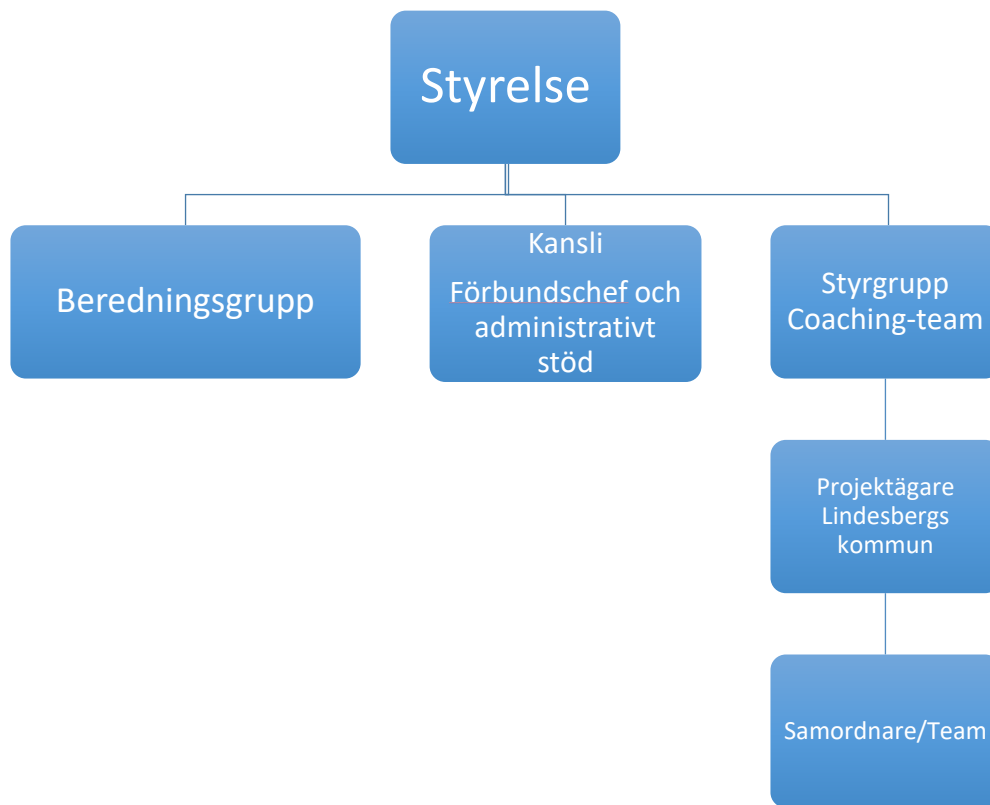 Styrelse
Beredningsgrupp
Kansli
Förbundschef och
administrativt
stöd
Styrgrupp
Coaching-team
Projektägare
Lindesbergs
kommun
Samordnare/Team